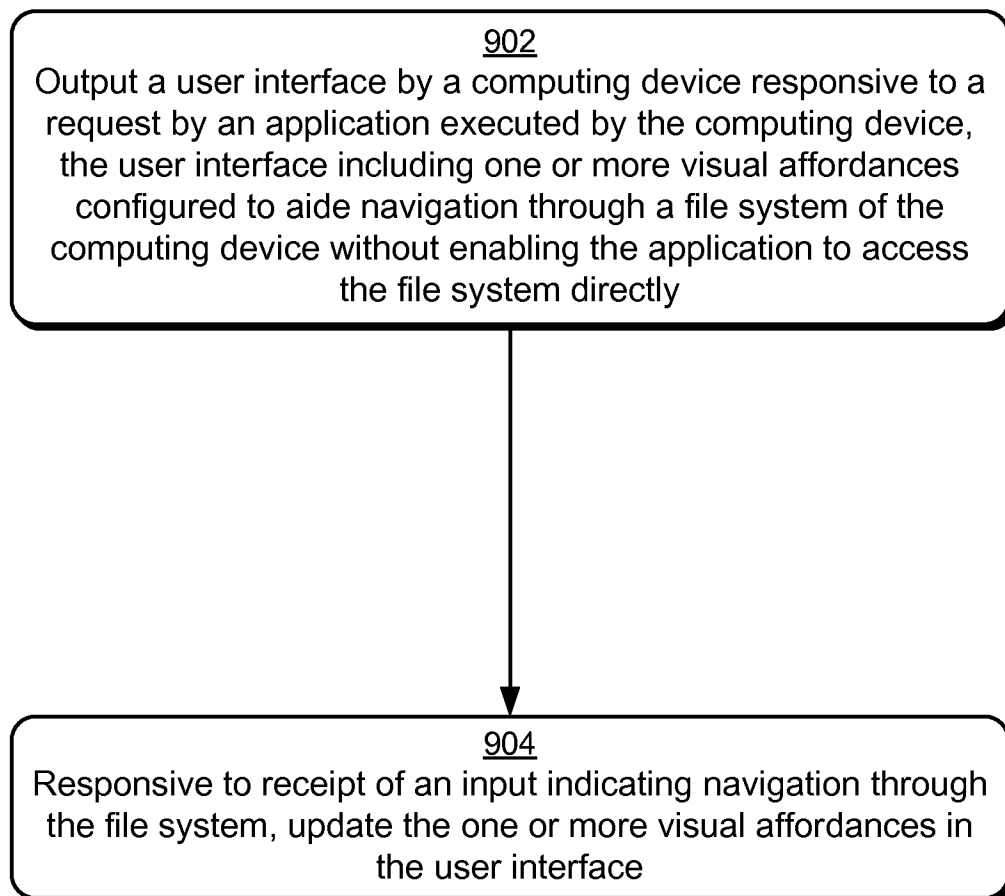 902
Output a user interface by a computing device responsive to a
request by an application executed by the computing device,
the user interface including one or more visual affordances
configured to aide navigation through a file system of the
computing device without enabling the application to access
the file system directly
904
Responsive to receipt of an input indicating navigation through
the file system, update the one or more visual affordances in
the user interface